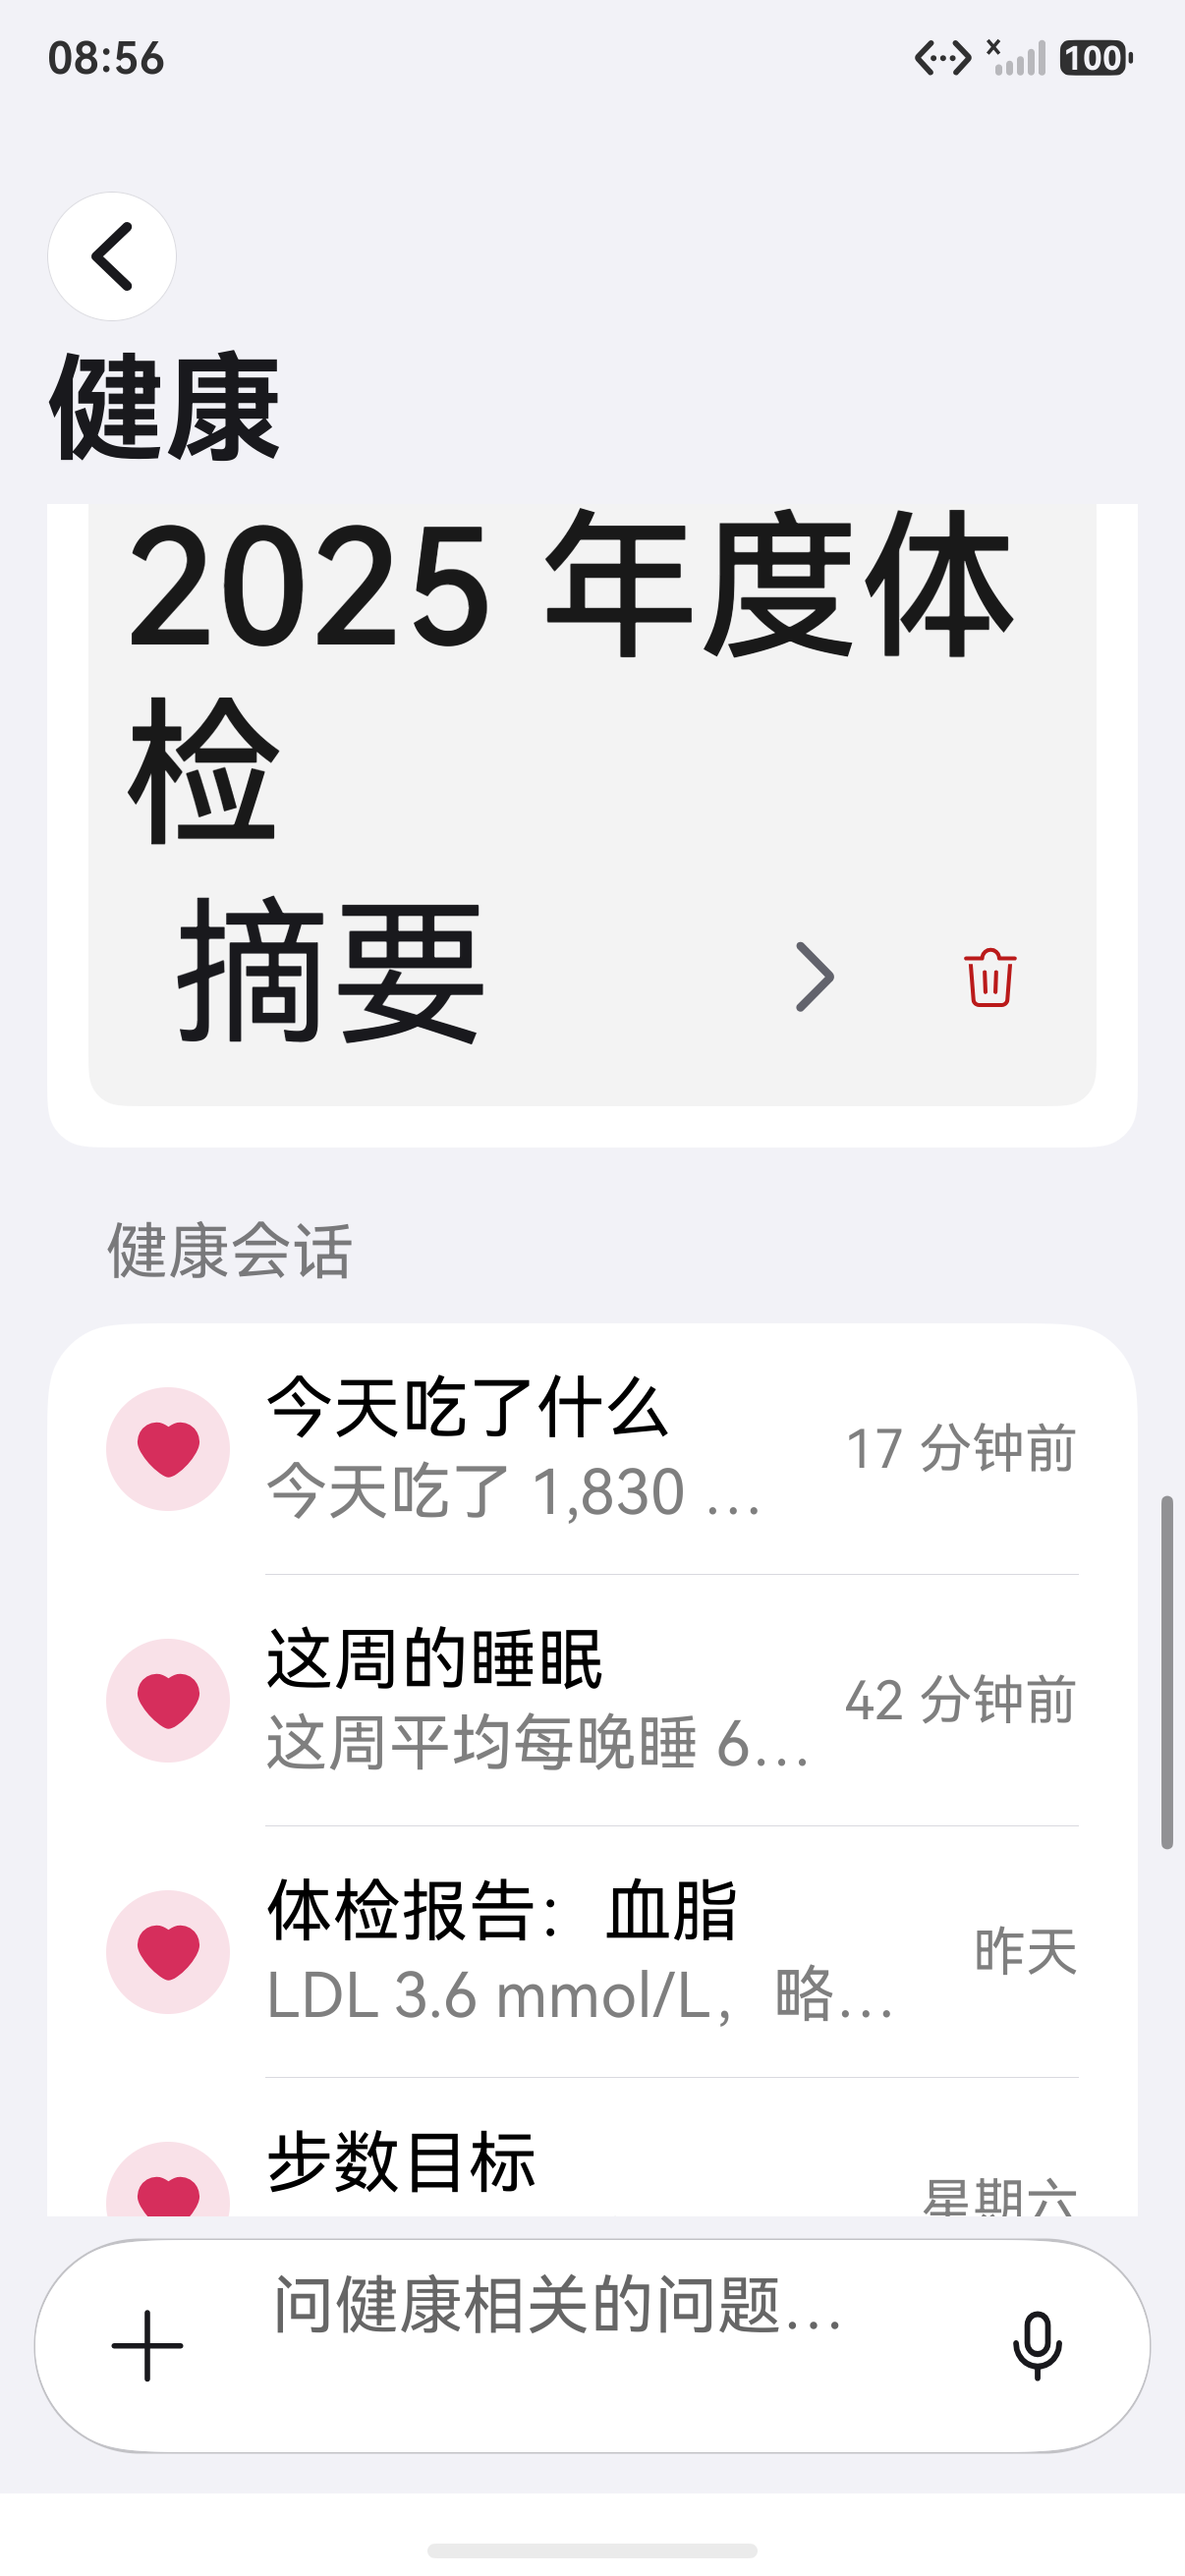 08:56
100
健康
2025 年度体
检
摘要
健康会话
今天吃了什么
17 分钟前
今天吃了 1,830 …
这周的睡眠
42 分钟前
这周平均每晚睡 6…
体检报告：血脂
昨天
LDL 3.6 mmol/L，略…
步数目标
星期六
问健康相关的问题…